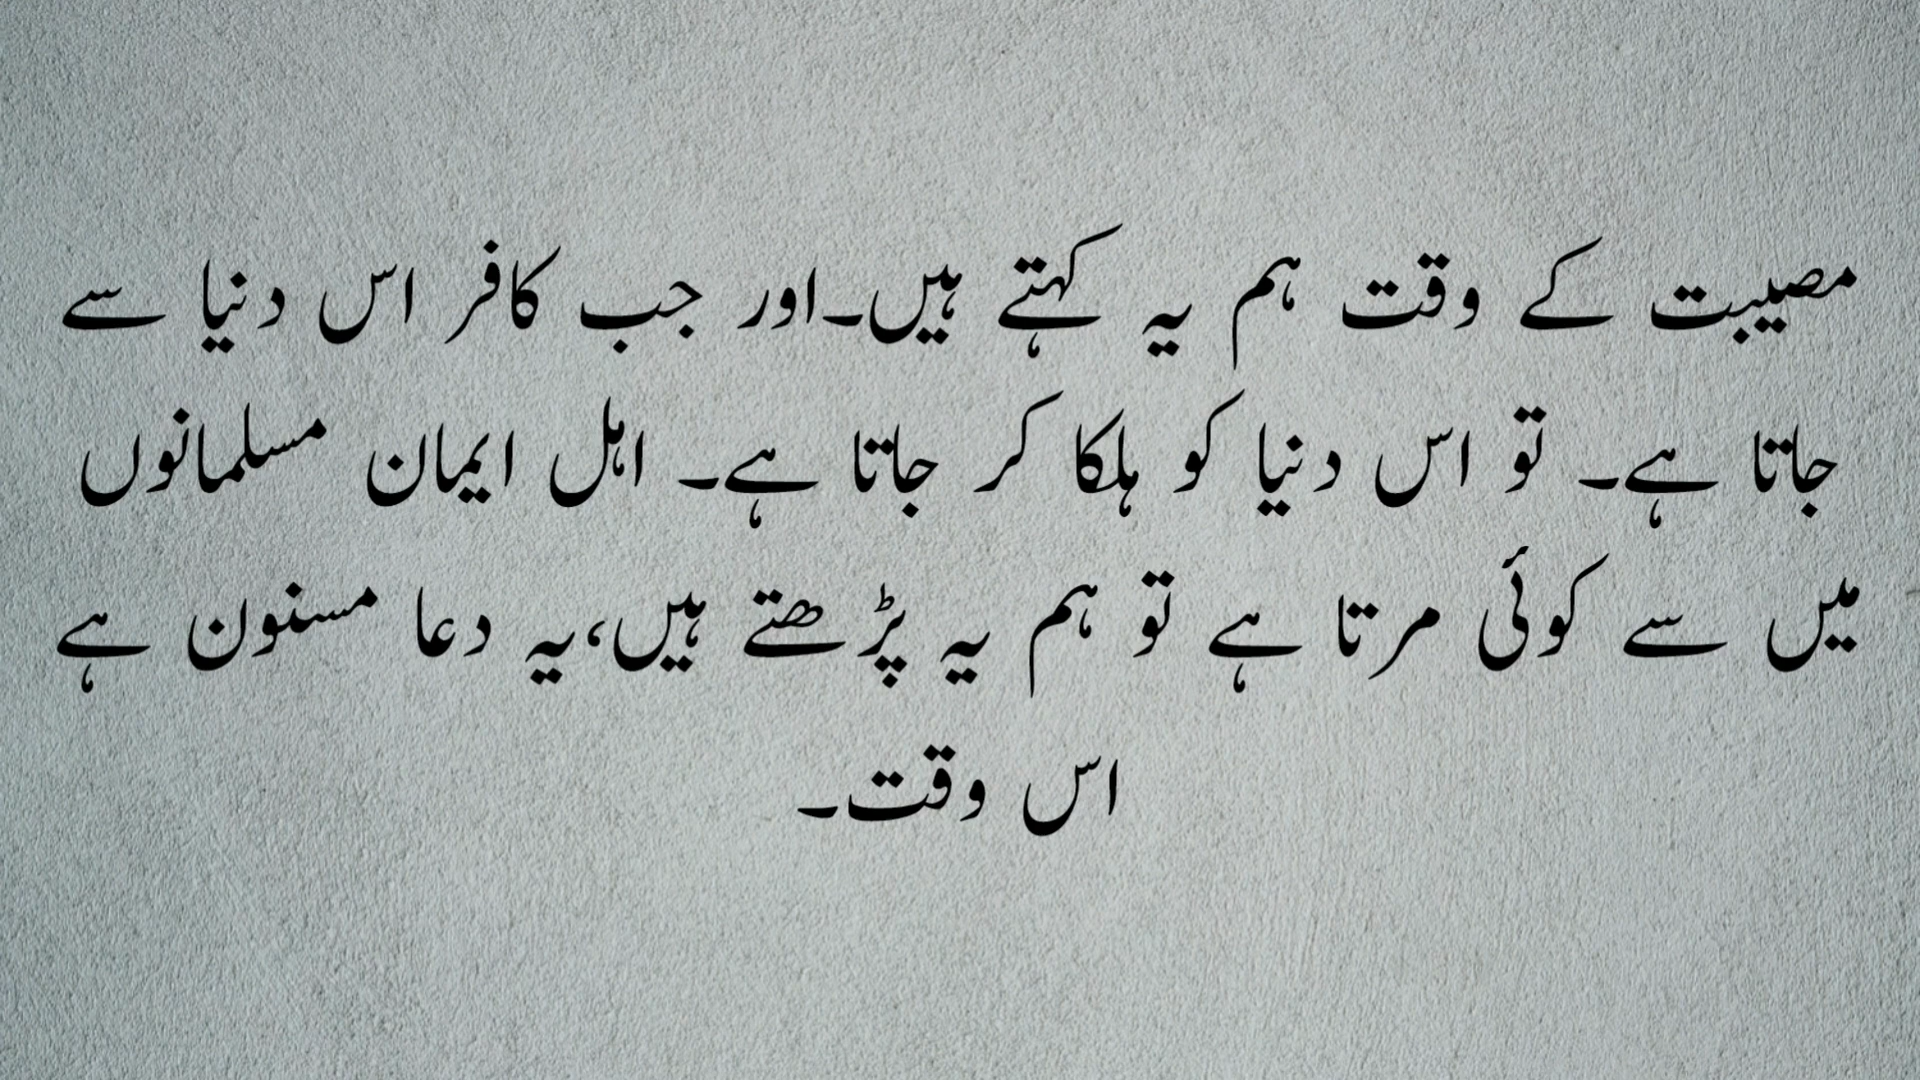 مصیبت کے وقت ہم یہ کہتے ہیں۔اور جب کافر اس دنیا سے
جاتا ہے۔ تو اس دنیا کو ہلکا کر جاتا ہے۔ اہل ایمان مسلمانوں
میں سے کوئی مرتا ہے تو ہم یہ پڑھتے ہیں،یہ دعا مسنون ہے
اس وقت۔